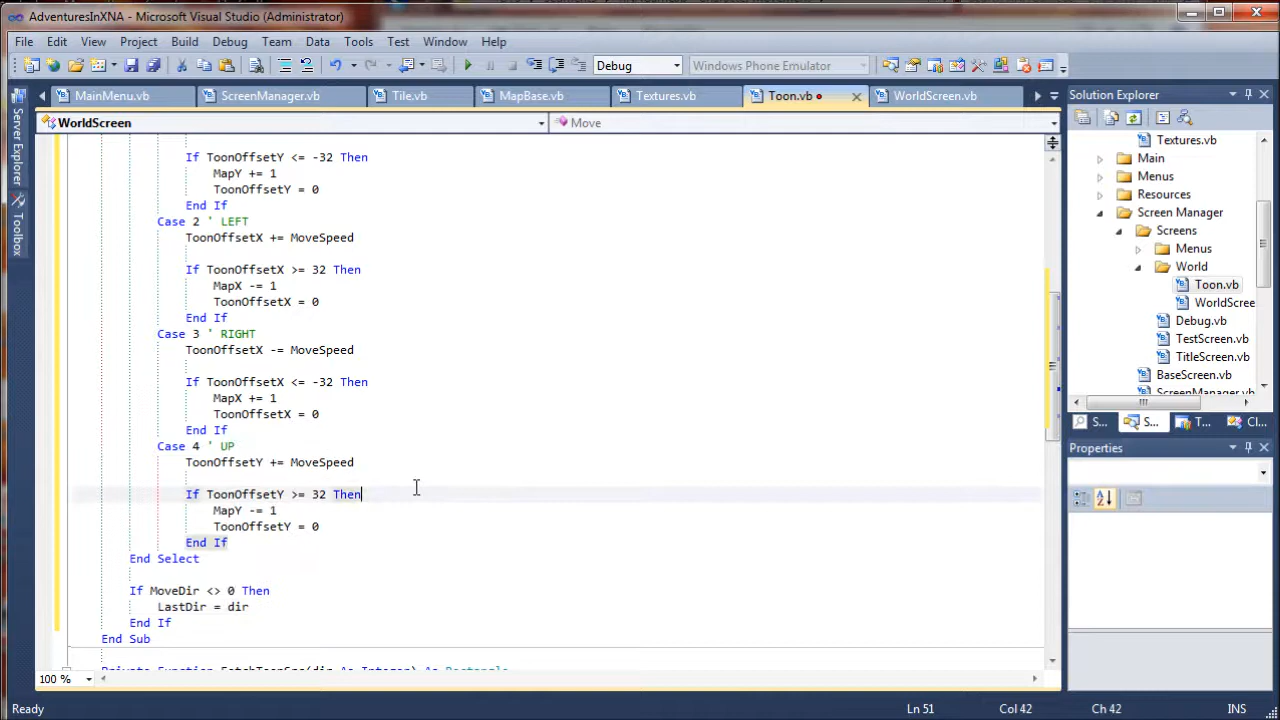 AdventuresInXNA - Microsoft Visual Studio (Administrator)
File Edit View Project Build Debug Team Data Tools Test Window Help
Debug Windows Phone Emulator
MainMenu.vb ScreenManager.vb Tile.vb MapBase.vb Textures.vb Toon.vb WorldScreen.vb
WorldScreen Move
If ToonOffsetY <= -32 Then
MapY += 1
ToonOffsetY = 0
End If
Case 2 ' LEFT
ToonOffsetX += MoveSpeed
If ToonOffsetX >= 32 Then
MapX -= 1
ToonOffsetX = 0
End If
Case 3 ' RIGHT
ToonOffsetX -= MoveSpeed
If ToonOffsetX <= -32 Then
MapX += 1
ToonOffsetX = 0
End If
Case 4 ' UP
ToonOffsetY += MoveSpeed
If ToonOffsetY >= 32 Then
MapY -= 1
ToonOffsetY = 0
End If
End Select
If MoveDir <> 0 Then
LastDir = dir
End If
End Sub
100 %
Server Explorer
Toolbox
Solution Explorer
Textures.vb
Main
Menus
Resources
Screen Manager
Screens
Menus
World
Toon.vb
WorldScree
Debug.vb
TestScreen.vb
TitleScreen.vb
BaseScreen.vb
ScreenManager.vb
S... S... T... Cl...
Properties
Ready Ln 51 Col 42 Ch 42 INS